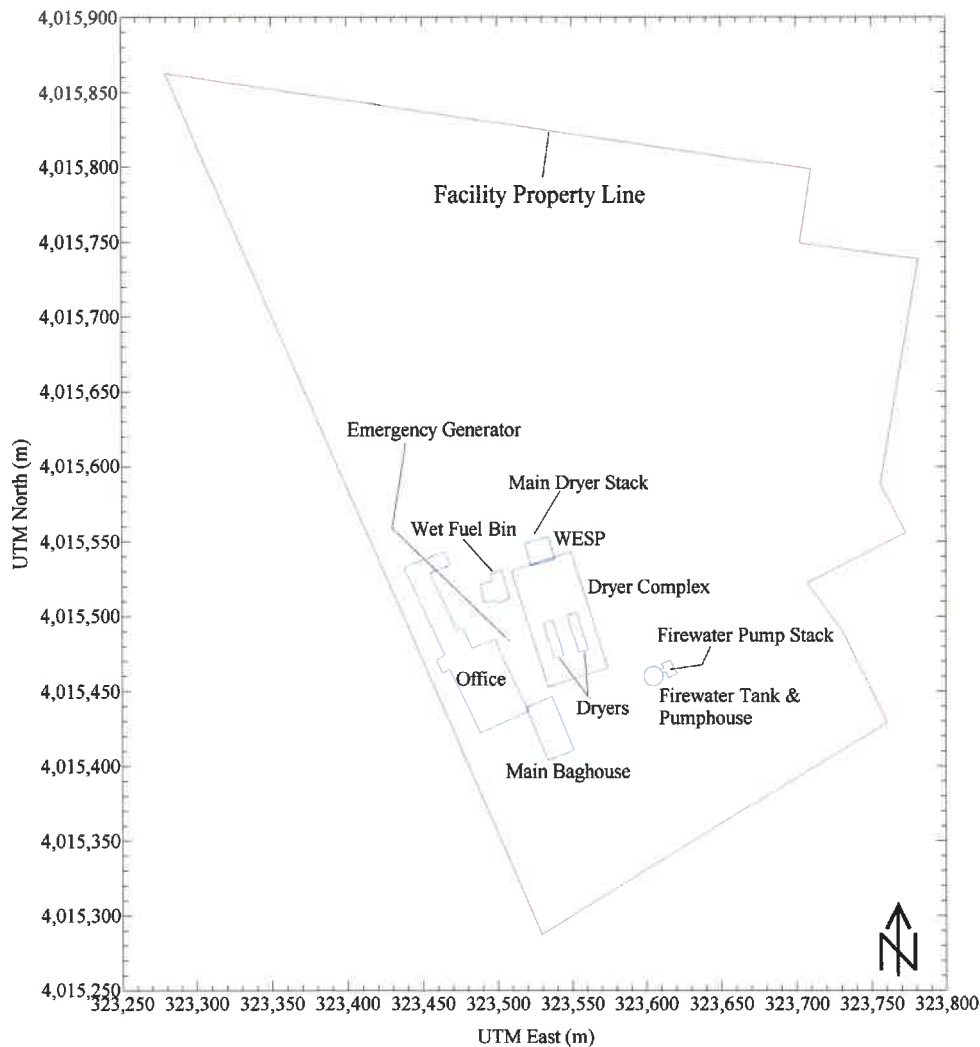 4,015,900
4,015,850
4,015,800
Facility Property Line
4,015,750
4,015,700
4,015,650
Emergency Generator
4,015,600
Main Dryer Stack
Wet Fuel Bin
4,015,550
WESP
Dryer Complex
4,015,500
Firewater Pump Stack
Office
4,015,450
Dryers
Firewater Tank &
Pumphouse
Main Baghouse
4,015,400
4,015,350
4,015,300
N
4,015,250
UTM North (m)
323,250 323,300 323,350 323,400 323,450 323,500 323,550 323,600 323,650 323,700 323,750 323,800
UTM East (m)